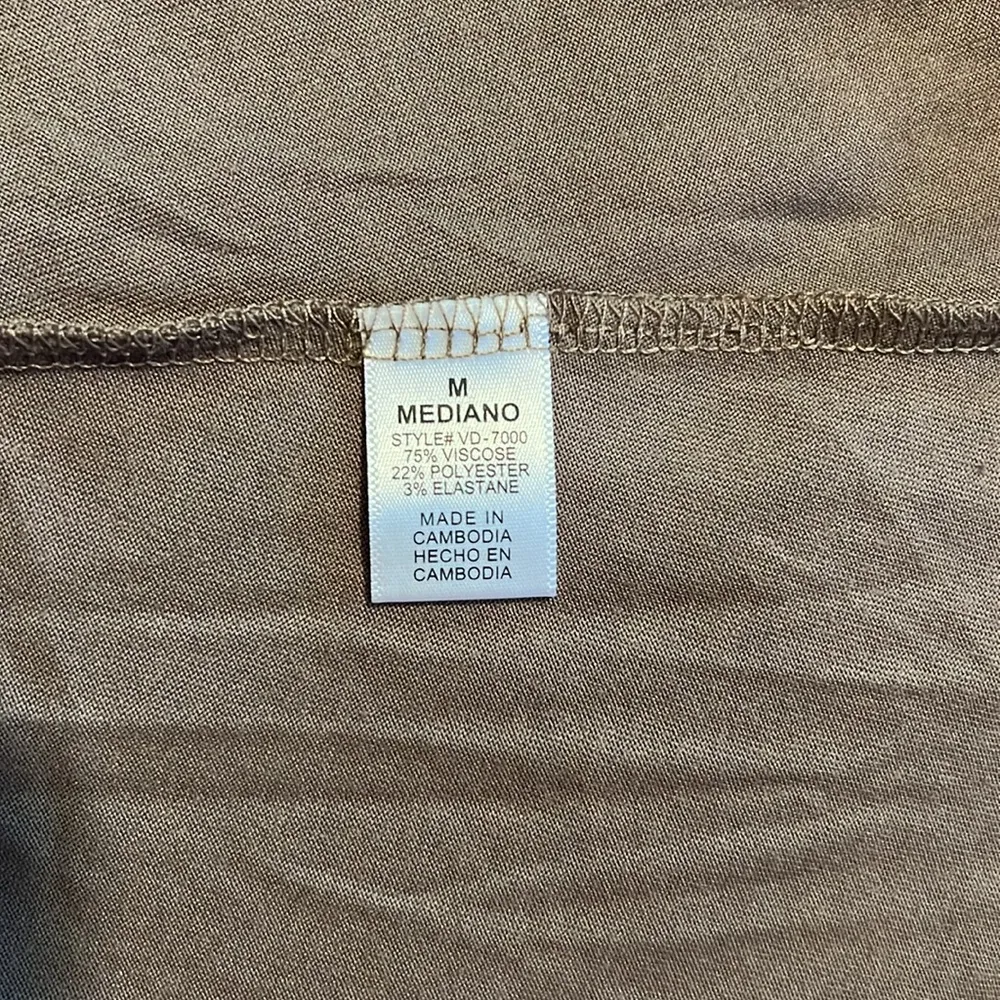 M
MEDIANO
STYLE# VD-7000
75% VISCOSE
22% POLYESTER
3% ELASTANE
MADE IN
CAMBODIA
HECHO EN
CAMBODIA